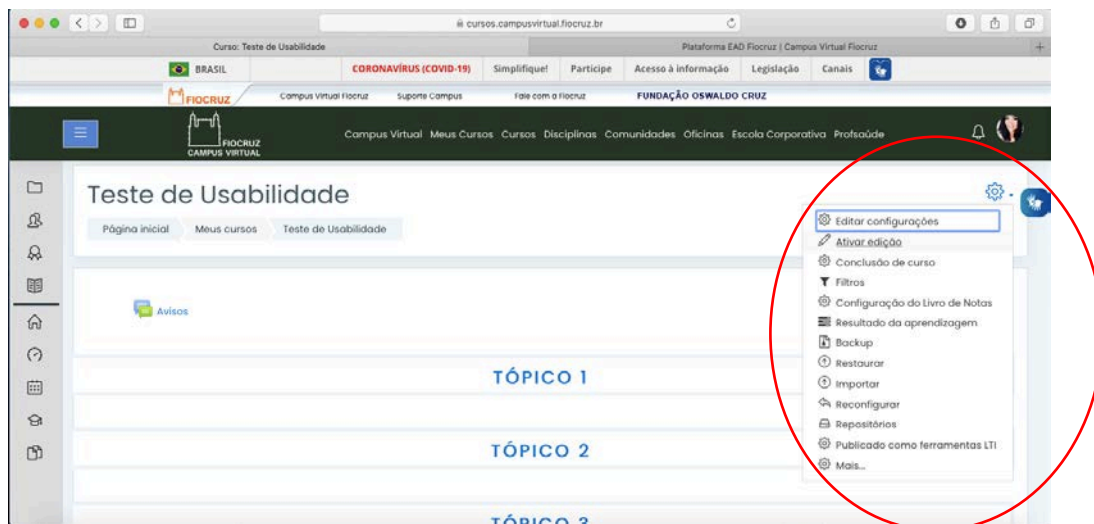 cursos.campusvirtual.fiocruz.br
Curso: Teste de Usabilidade
Plataforma EAD Fiocruz | Campus Virtual Fiocruz
BRASIL
CORONAVÍRUS (COVID-19)
Simplifique!
Participe
Acesso à informação
Legislação
Canais
FIOCRUZ
Campus Virtual Fiocruz
Suporte Campus
Fale com a Fiocruz
FUNDAÇÃO OSWALDO CRUZ
FIOCRUZ
CAMPUS VIRTUAL
Campus Virtual Meus Cursos Cursos Disciplinas Comunidades Oficinas Escola Corporativa Profsaúde
Teste de Usabilidade
Página inicial
Meus cursos
Teste de Usabilidade
Editar configurações
Ativar edição
Conclusão de curso
Filtros
Configuração do Livro de Notas
Resultado da aprendizagem
Backup
Restaurar
Importar
Reconfigurar
Repositórios
Publicado como ferramentas LTI
Mais...
Avisos
TÓPICO 1
TÓPICO 2
TÓPICO 3